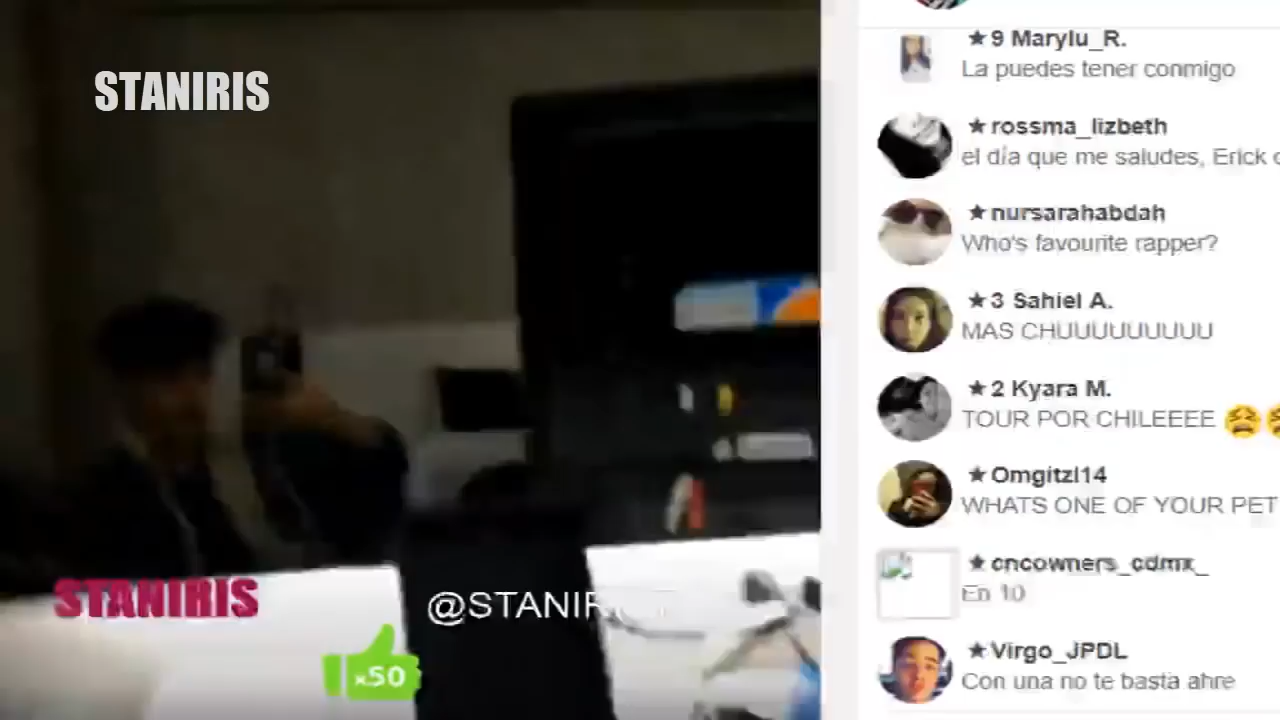 STANIRIS
★9 Marylu_R.
La puedes tener conmigo
★rossma_lizbeth
el día que me saludes, Erick
★nursarahabdah
Who's favourite rapper?
★3 Sahiel A.
MAS CHUUUUUUUUU
★2 Kyara M.
TOUR POR CHILEEEE 😫
★Omgitzl14
WHATS ONE OF YOUR PET
★cncowners_cdmx_
En 10
★Virgo_JPDL
Con una no te basta ahre
STANIRIS
@STANIRIS
x50